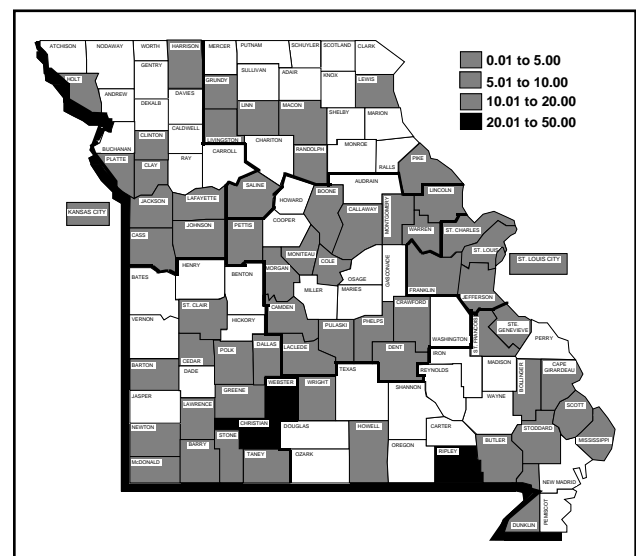 ATCHISON NODAWAY WORTH HARRISON MERCER PUTNAM SCHUYLER SCOTLAND CLARK
0.01 to 5.00
5.01 to 10.00
10.01 to 20.00
20.01 to 50.00
GENTRY SULLIVAN ADAIR KNOX
HOLT ANDREW DEKALB DAVIES GRUNDY LEWIS
LINN MACON SHELBY MARION
CLINTON CALDWELL LIVINGSTON
BUCHANAN CARROLL CHARITON RANDOLPH MONROE RALLS
PLATTE CLAY RAY PIKE
AUDRAIN
SALINE HOWARD BOONE LINCOLN
JACKSON LAFAYETTE CALLAWAY MONTGOMERY
KANSAS CITY
COOPER
JOHNSON PETTIS WARREN ST. CHARLES
CASS MONITEAU COLE ST. LOUIS
ST. LOUIS CITY
HENRY MORGAN OSAGE GASCONADE
BATES BENTON MILLER MARIES FRANKLIN
JEFFERSON
ST. CLAIR CAMDEN CRAWFORD
VERNON HICKORY PULASKI PHELPS WASHINGTON ST. FRANCOIS STE.
GENEVIEVE
PERRY
CEDAR POLK DALLAS LACLEDE DENT IRON
BARTON DADE TEXAS REYNOLDS MADISON BOLLINGER CAPE
GIRARDEAU
JASPER GREENE WEBSTER WRIGHT SHANNON WAYNE
LAWRENCE SCOTT
NEWTON CHRISTIAN DOUGLAS HOWELL CARTER STODDARD
BARRY STONE OREGON BUTLER MISSISSIPPI
McDONALD TANEY OZARK RIPLEY
NEW MADRID
DUNKLIN PEMISCOT